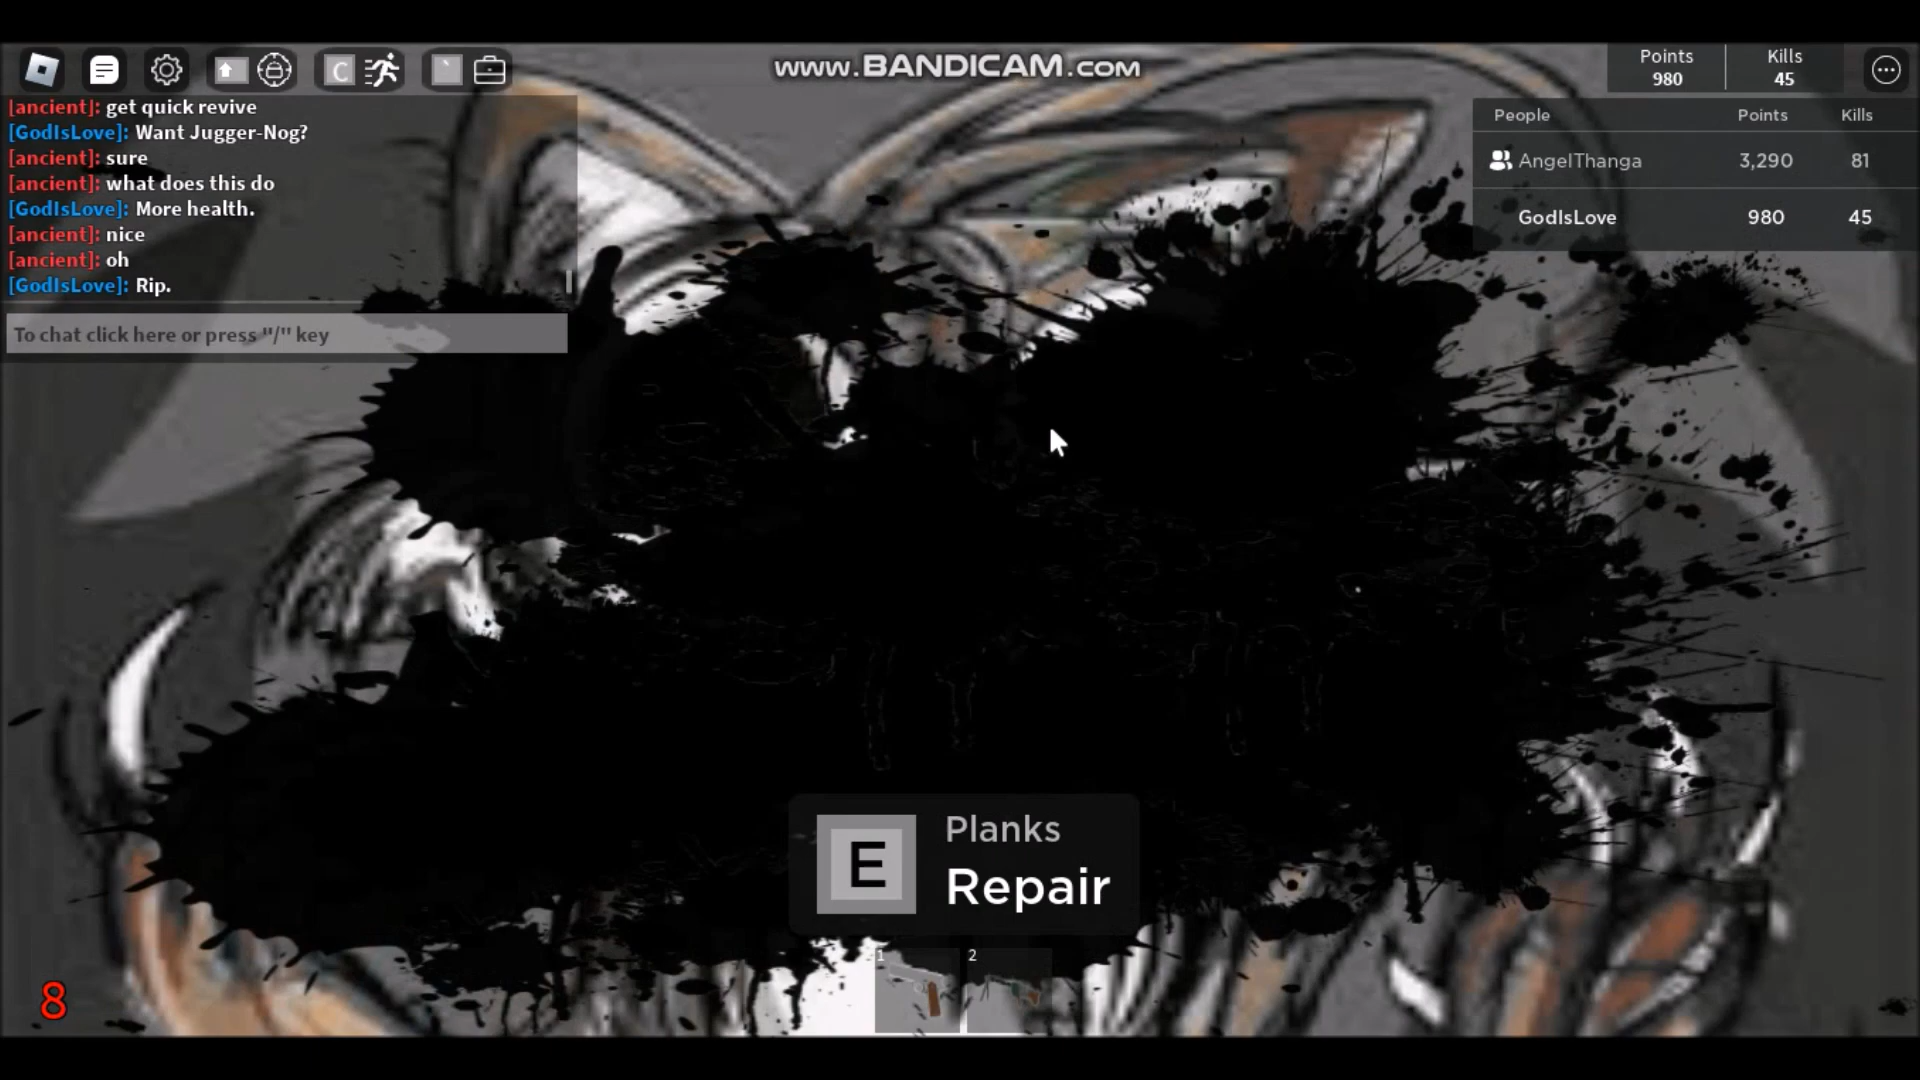 www.BANDICAM.com
C
`
Points
980
Kills
45
[ancient]: get quick revive
[GodIsLove]: Want Jugger-Nog?
[ancient]: sure
[ancient]: what does this do
[GodIsLove]: More health.
[ancient]: nice
[ancient]: oh
[GodIsLove]: Rip.
To chat click here or press "/" key
People Points Kills
AngelThanga 3,290 81
GodIsLove 980 45
E
Planks
Repair
1
2
8